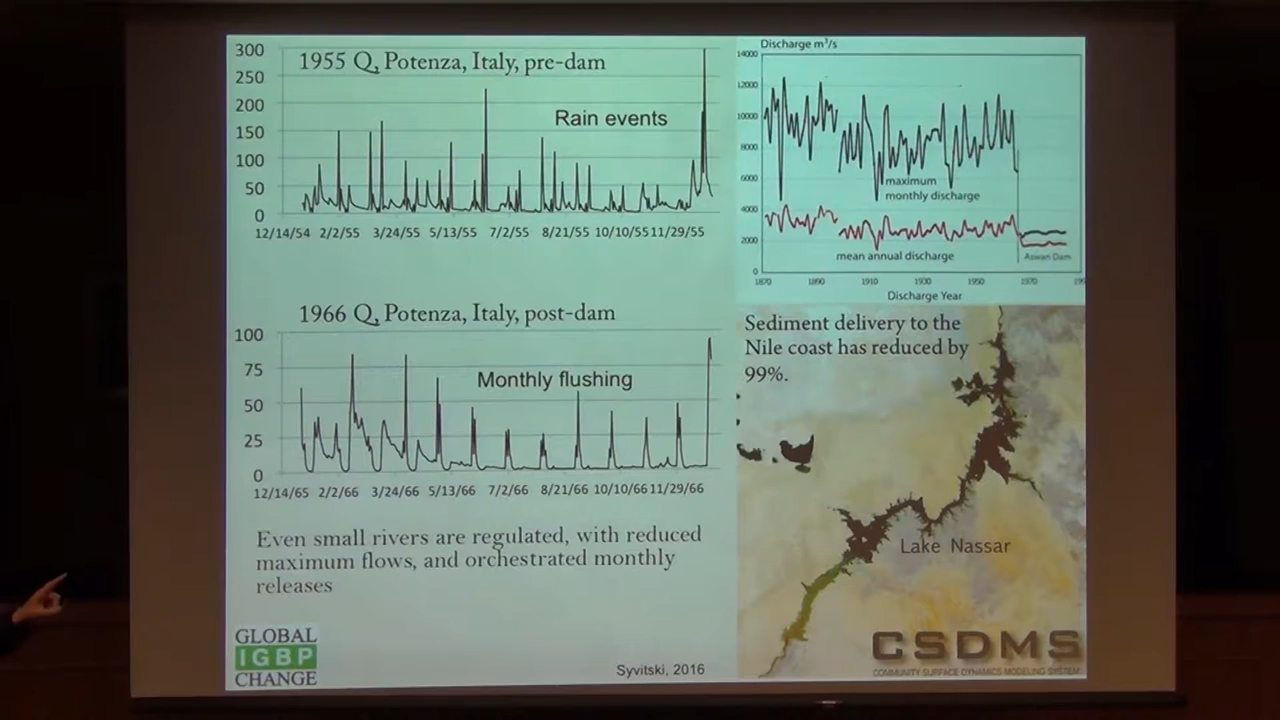 1955 Q, Potenza, Italy, pre-dam
Rain events
300
250
200
150
100
50
0
12/14/54 2/2/55 3/24/55 5/13/55 7/2/55 8/21/55 10/10/55 11/29/55
1966 Q, Potenza, Italy, post-dam
Monthly flushing
100
75
50
25
0
12/14/65 2/2/66 3/24/66 5/13/66 7/2/66 8/21/66 10/10/66 11/29/66
Even small rivers are regulated, with reduced
maximum flows, and orchestrated monthly
releases
GLOBAL
IGBP
CHANGE
Syvitski, 2016
Discharge m³/s
14000
12000
10000
8000
6000
4000
2000
0
maximum
monthly discharge
mean annual discharge
Aswan Dam
1870 1890 1910 1930 1950 1970
Discharge Year
Sediment delivery to the
Nile coast has reduced by
99%.
Lake Nassar
CSDMS
COMMUNITY SURFACE DYNAMICS MODELING SYSTEM